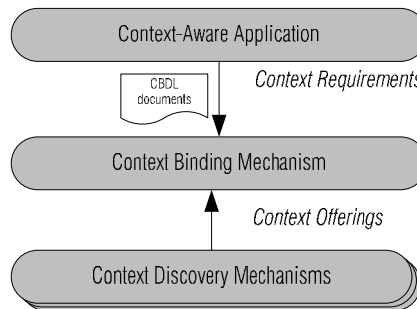 Context-Aware Application
CBDL
documents
Context Requirements
Context Binding Mechanism
Context Offerings
Context Discovery Mechanisms